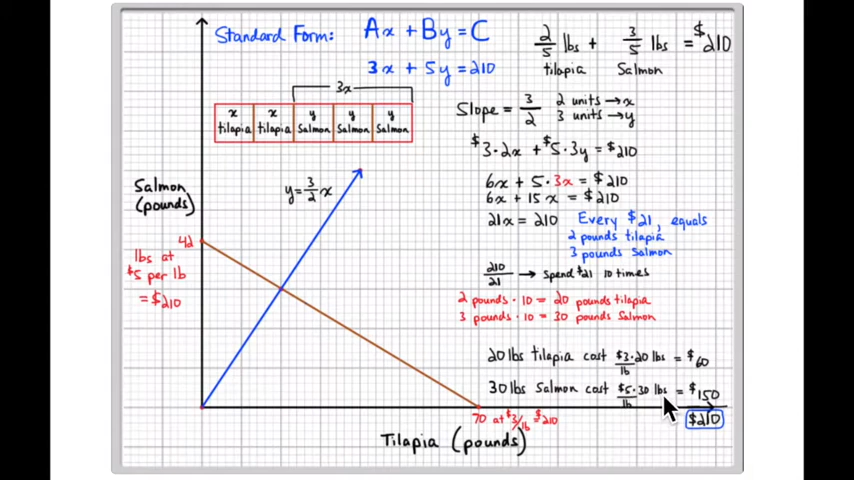 Standard Form: Ax + By = C
3x + 5y = 210
2/5 lbs tilapia + 3/5 lbs Salmon = $210
3x
x tilapia
x tilapia
y Salmon
y Salmon
y Salmon
Slope = 3/2
2 units → x
3 units → y
$3·2x + $5·3y = $210
6x + 5·3x = $210
6x + 15x = $210
21x = 210
Every $21, equals
2 pounds tilapia
3 pounds Salmon
210/21 → spend $21 10 times
2 pounds · 10 = 20 pounds tilapia
3 pounds · 10 = 30 pounds Salmon
20 lbs tilapia cost $3/lb · 20 lbs = $60
30 lbs Salmon cost $5/lb · 30 lbs = $150
$210
y = 3/2 x
Salmon
(pounds)
42
lbs at
$5 per lb
= $210
70 at $3/lb = $210
Tilapia (pounds)